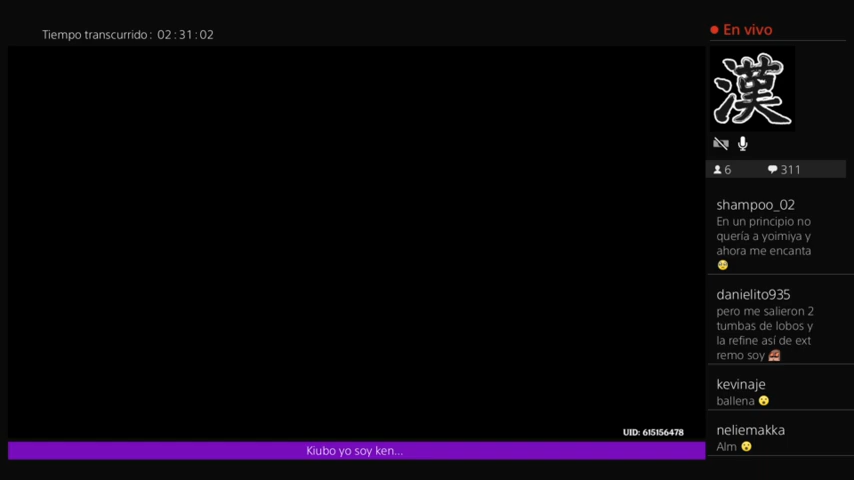 Tiempo transcurrido: 02:31:02
En vivo
漢
6 311
shampoo_02
En un principio no
quería a yoimiya y
ahora me encanta
🥺
danielito935
pero me salieron 2
tumbas de lobos y
la refine así de ext
remo soy 🙈
kevinaje
ballena 😮
neliemakka
Alm 😮
UID: 615156478
Kiubo yo soy ken...